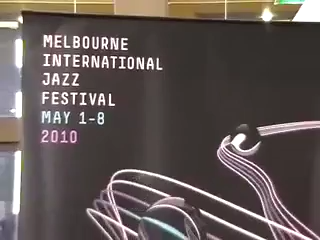 MELBOURNE
INTERNATIONAL
JAZZ
FESTIVAL
MAY 1-8
2010